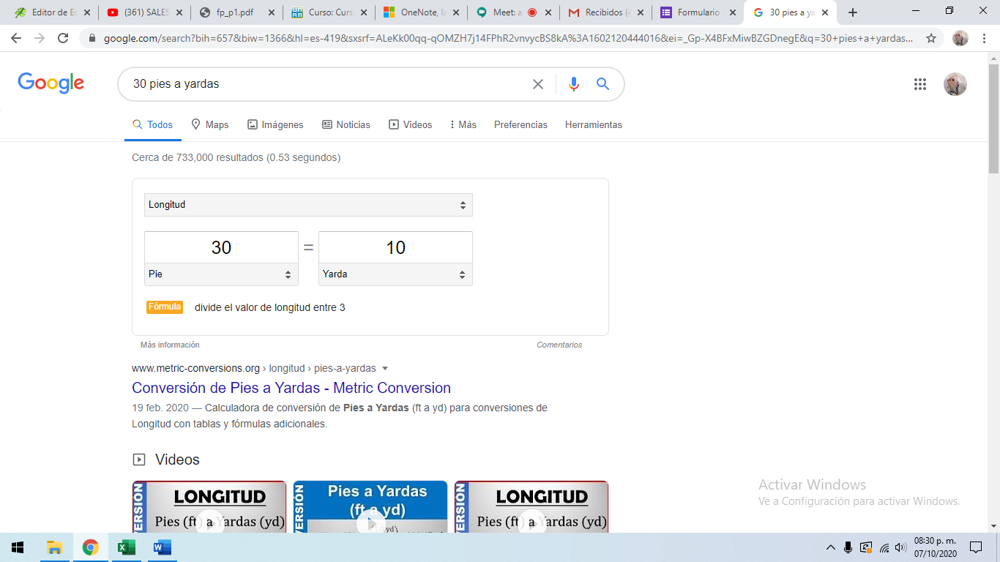 Editor de Ec
(361) SALES
fp_p1.pdf
Curso: Curs
OneNote, la
Meet: a
Recibidos (4
Formulario
30 pies a ya
google.com/search?bih=657&biw=1366&hl=es-419&sxsrf=ALeKk00qq-qOMZH7j14FPhR2vnvycBS8kA%3A1602120444016&ei=_Gp-X4BFxMiwBZGDnegE&q=30+pies+a+yardas...
Google
30 pies a yardas
Todos
Maps
Imágenes
Noticias
Videos
Más
Preferencias
Herramientas
Cerca de 733,000 resultados (0.53 segundos)
Longitud
30 = 10
Pie
Yarda
Fórmula divide el valor de longitud entre 3
Más información
Comentarios
www.metric-conversions.org › longitud › pies-a-yardas
Conversión de Pies a Yardas - Metric Conversion
19 feb. 2020 — Calculadora de conversión de Pies a Yardas (ft a yd) para conversiones de
Longitud con tablas y fórmulas adicionales.
Videos
LONGITUD
Pies (ft) a Yardas (yd)
Pies a Yardas
(ft a yd)
LONGITUD
Pies (ft) a Yardas (yd)
Activar Windows
Ve a Configuración para activar Windows.
08:30 p. m.
07/10/2020